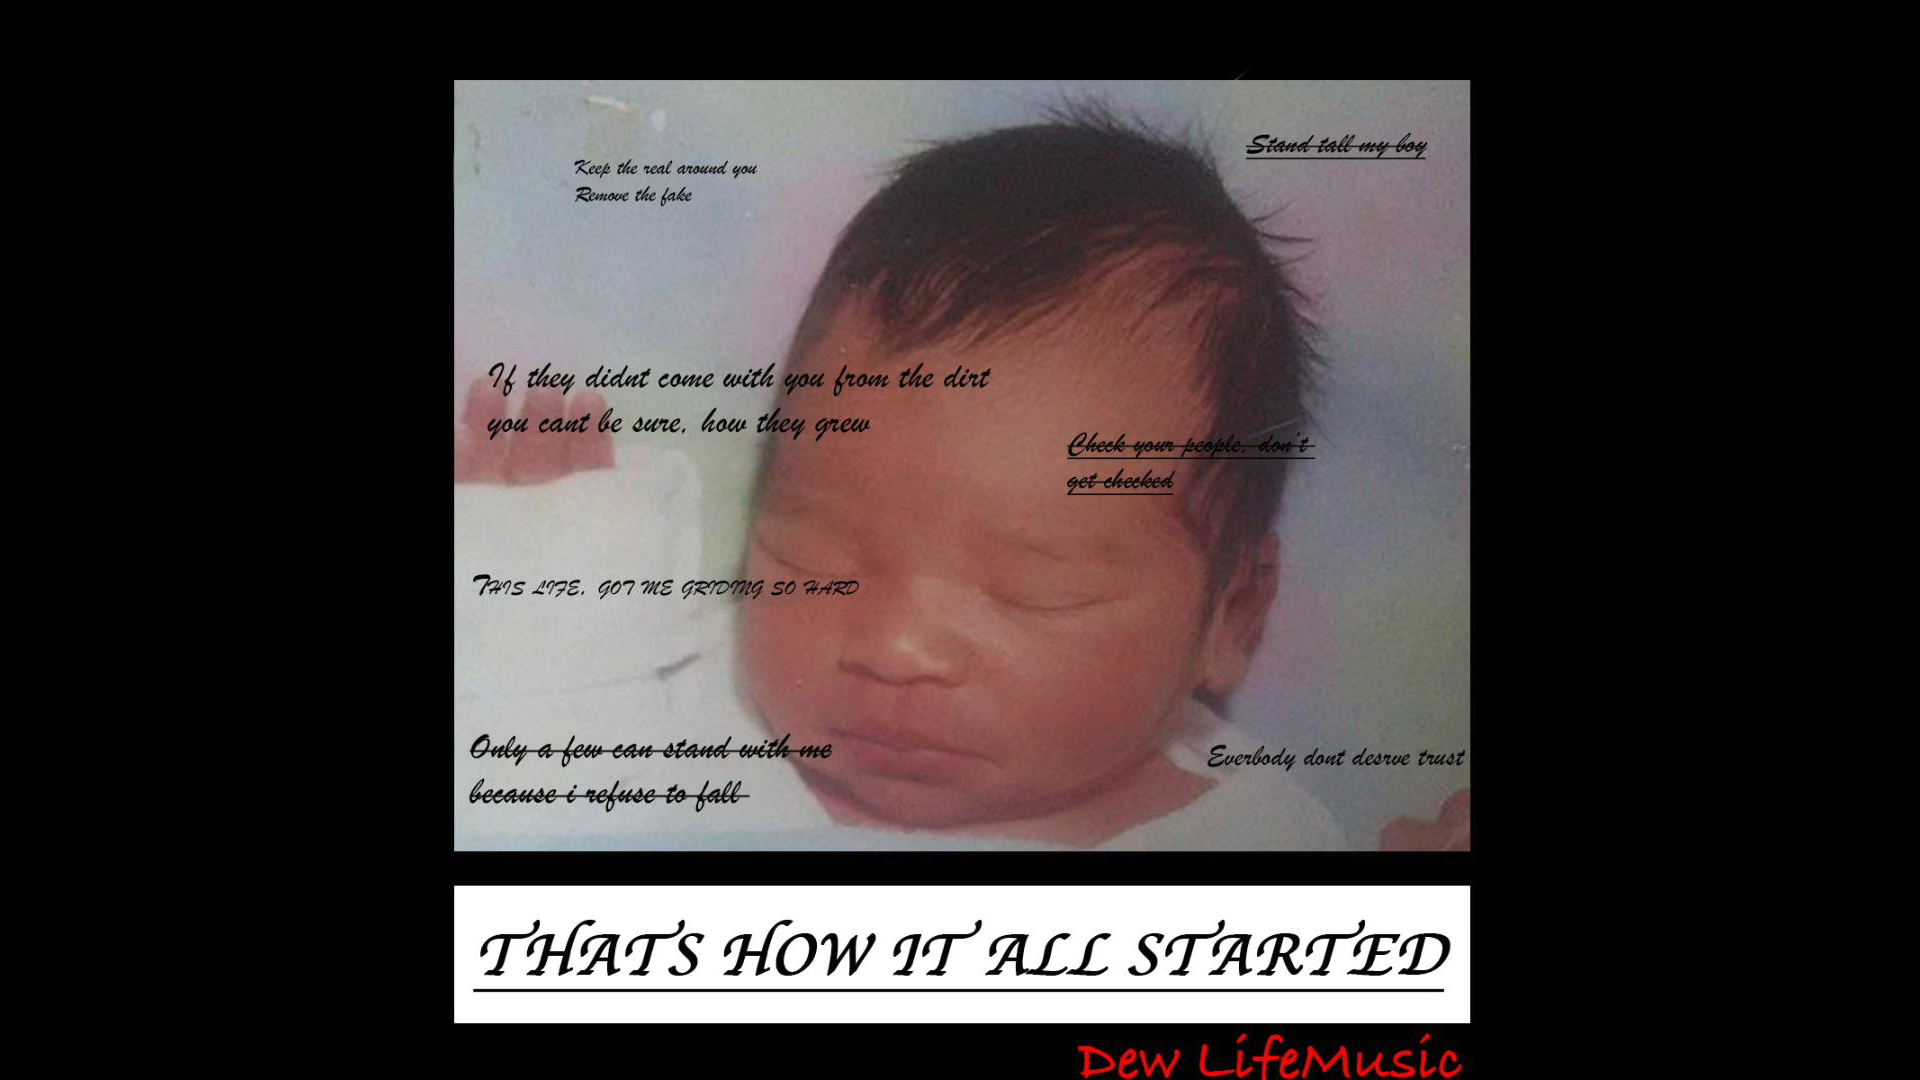 Stand tall my boy
Keep the real around you
Remove the fake
If they didnt come with you from the dirt
you cant be sure, how they grew
Check your people, don't
get checked
THIS LIFE, GOT ME GRIDING SO HARD
Only a few can stand with me
because i refuse to fall
Everbody dont desrve trust
THATS HOW IT ALL STARTED
Dew LifeMusic